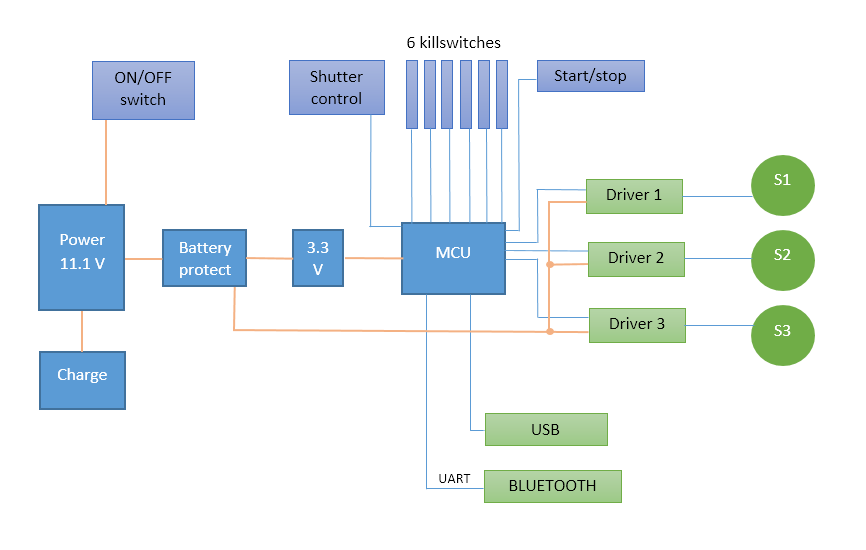 6 killswitches
ON/OFF
switch
Shutter
control
Start/stop
Power
11.1 V
Battery
protect
3.3
V
MCU
Driver 1
S1
Driver 2
S2
Driver 3
S3
Charge
USB
UART
BLUETOOTH